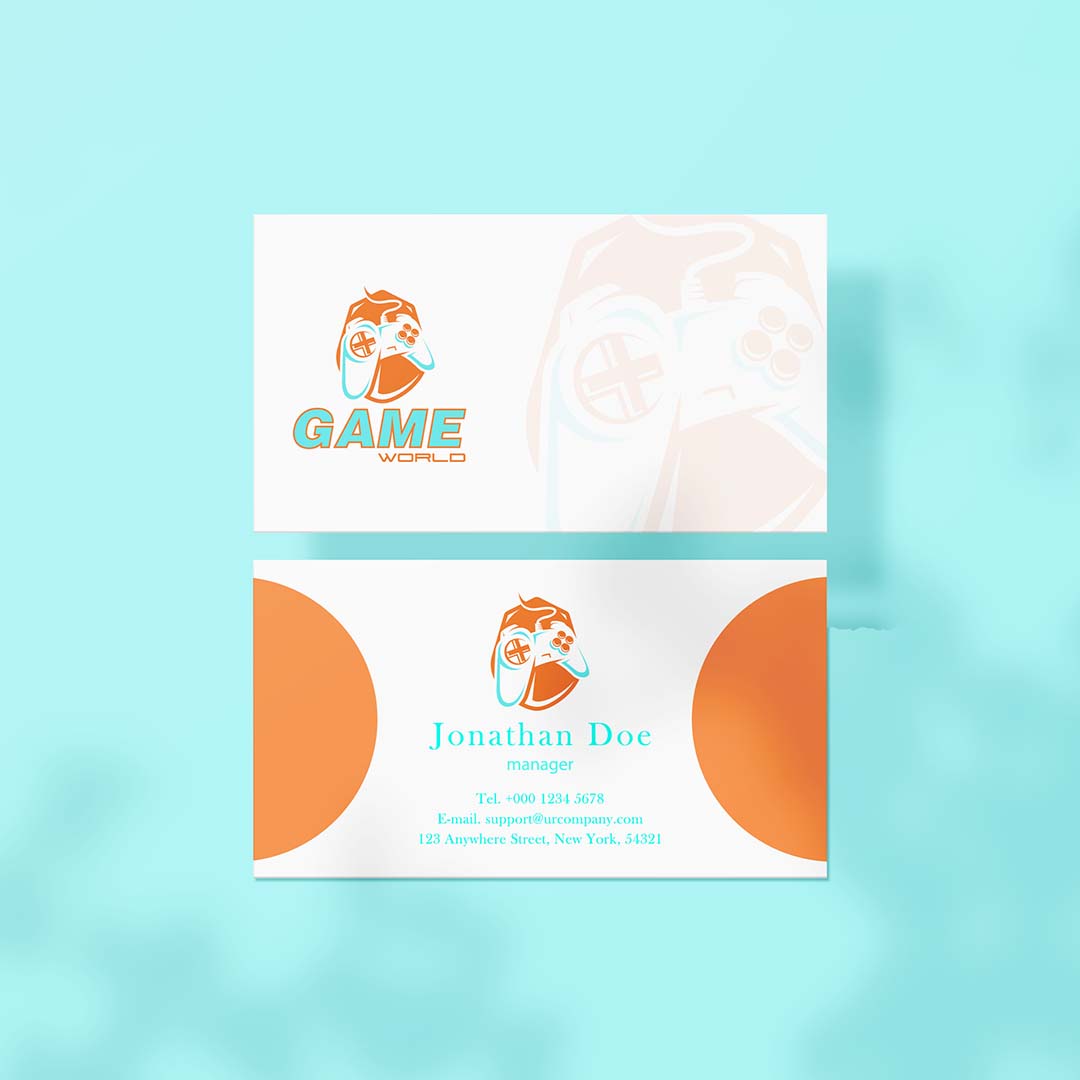 GAME
WORLD
Jonathan Doe
manager
Tel. +000 1234 5678
E-mail. support@urcompany.com
123 Anywhere Street, New York, 54321